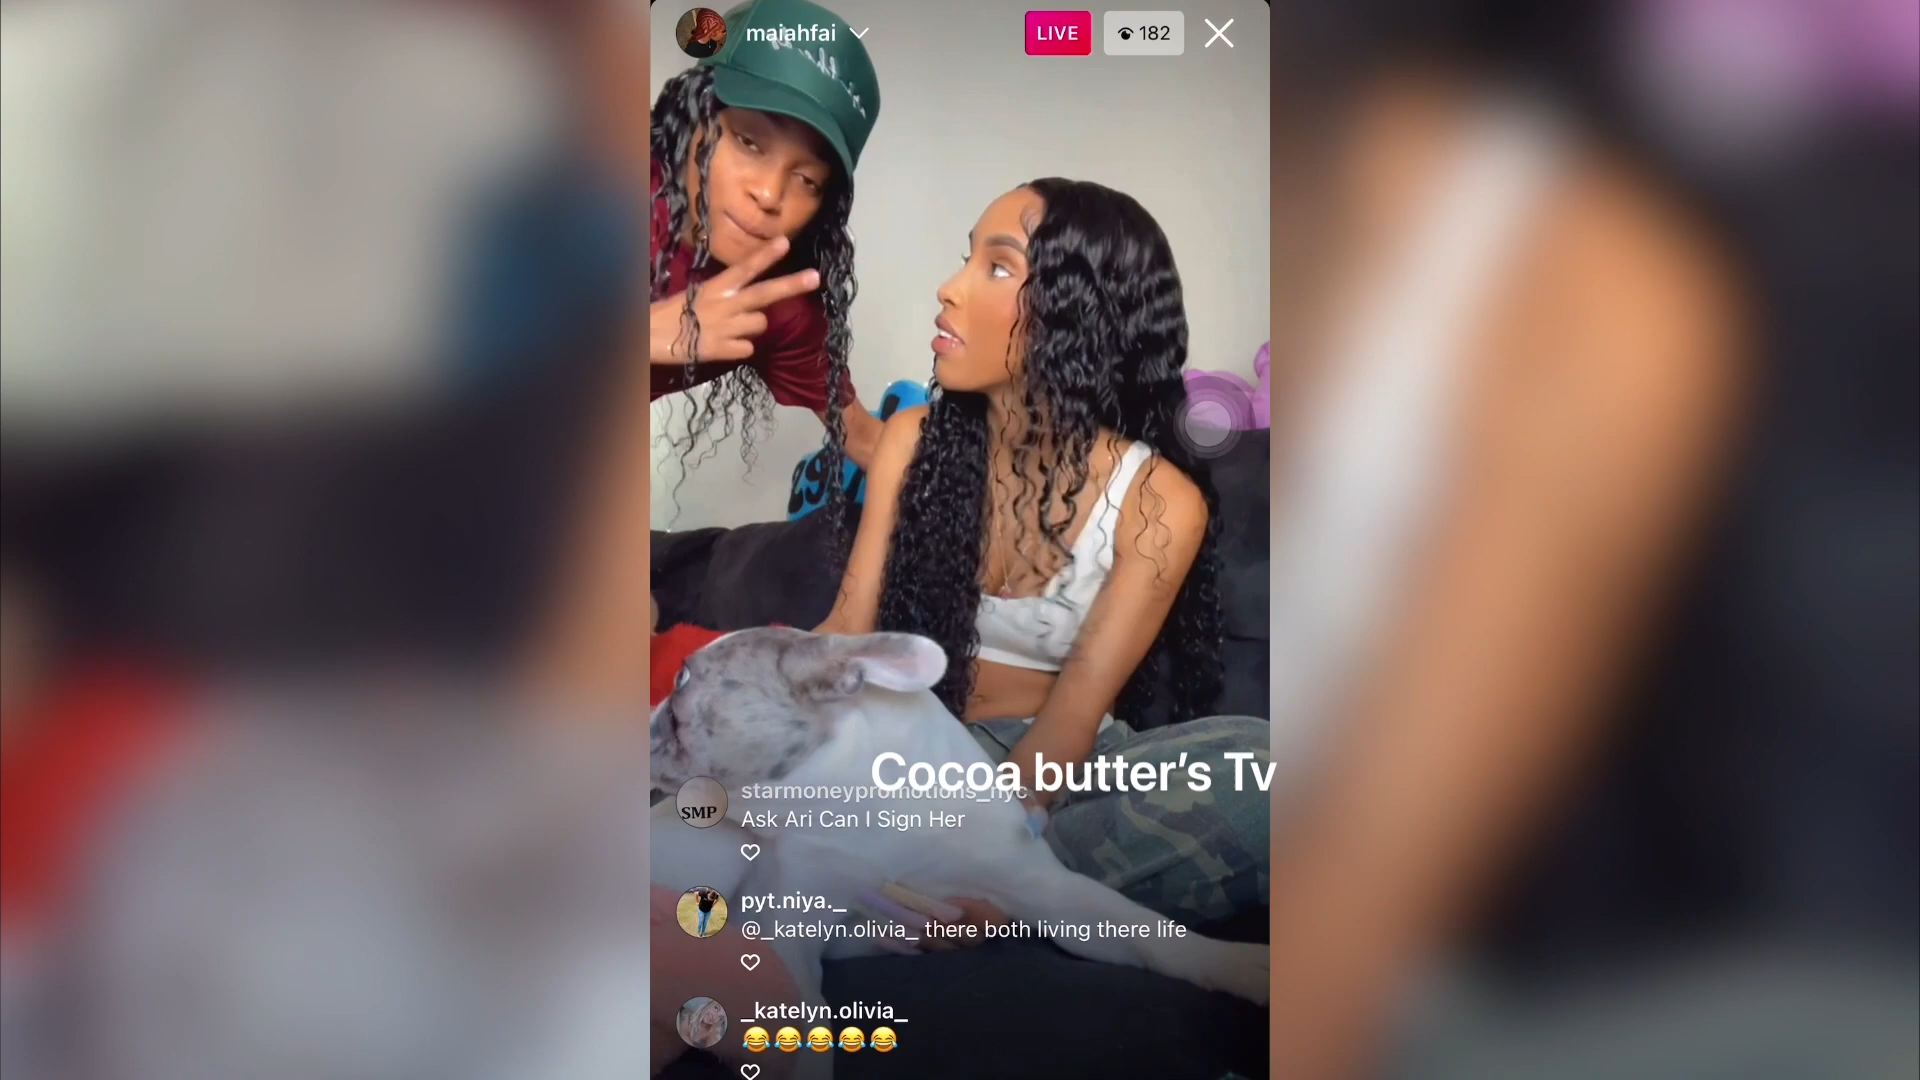 maiahfai
LIVE
182
Cocoa butter's Tv
starmoneypromotions_nyc
SMP
Ask Ari Can I Sign Her
pyt.niya._
@_katelyn.olivia_ there both living there life
_katelyn.olivia_
😂😂😂😂😂